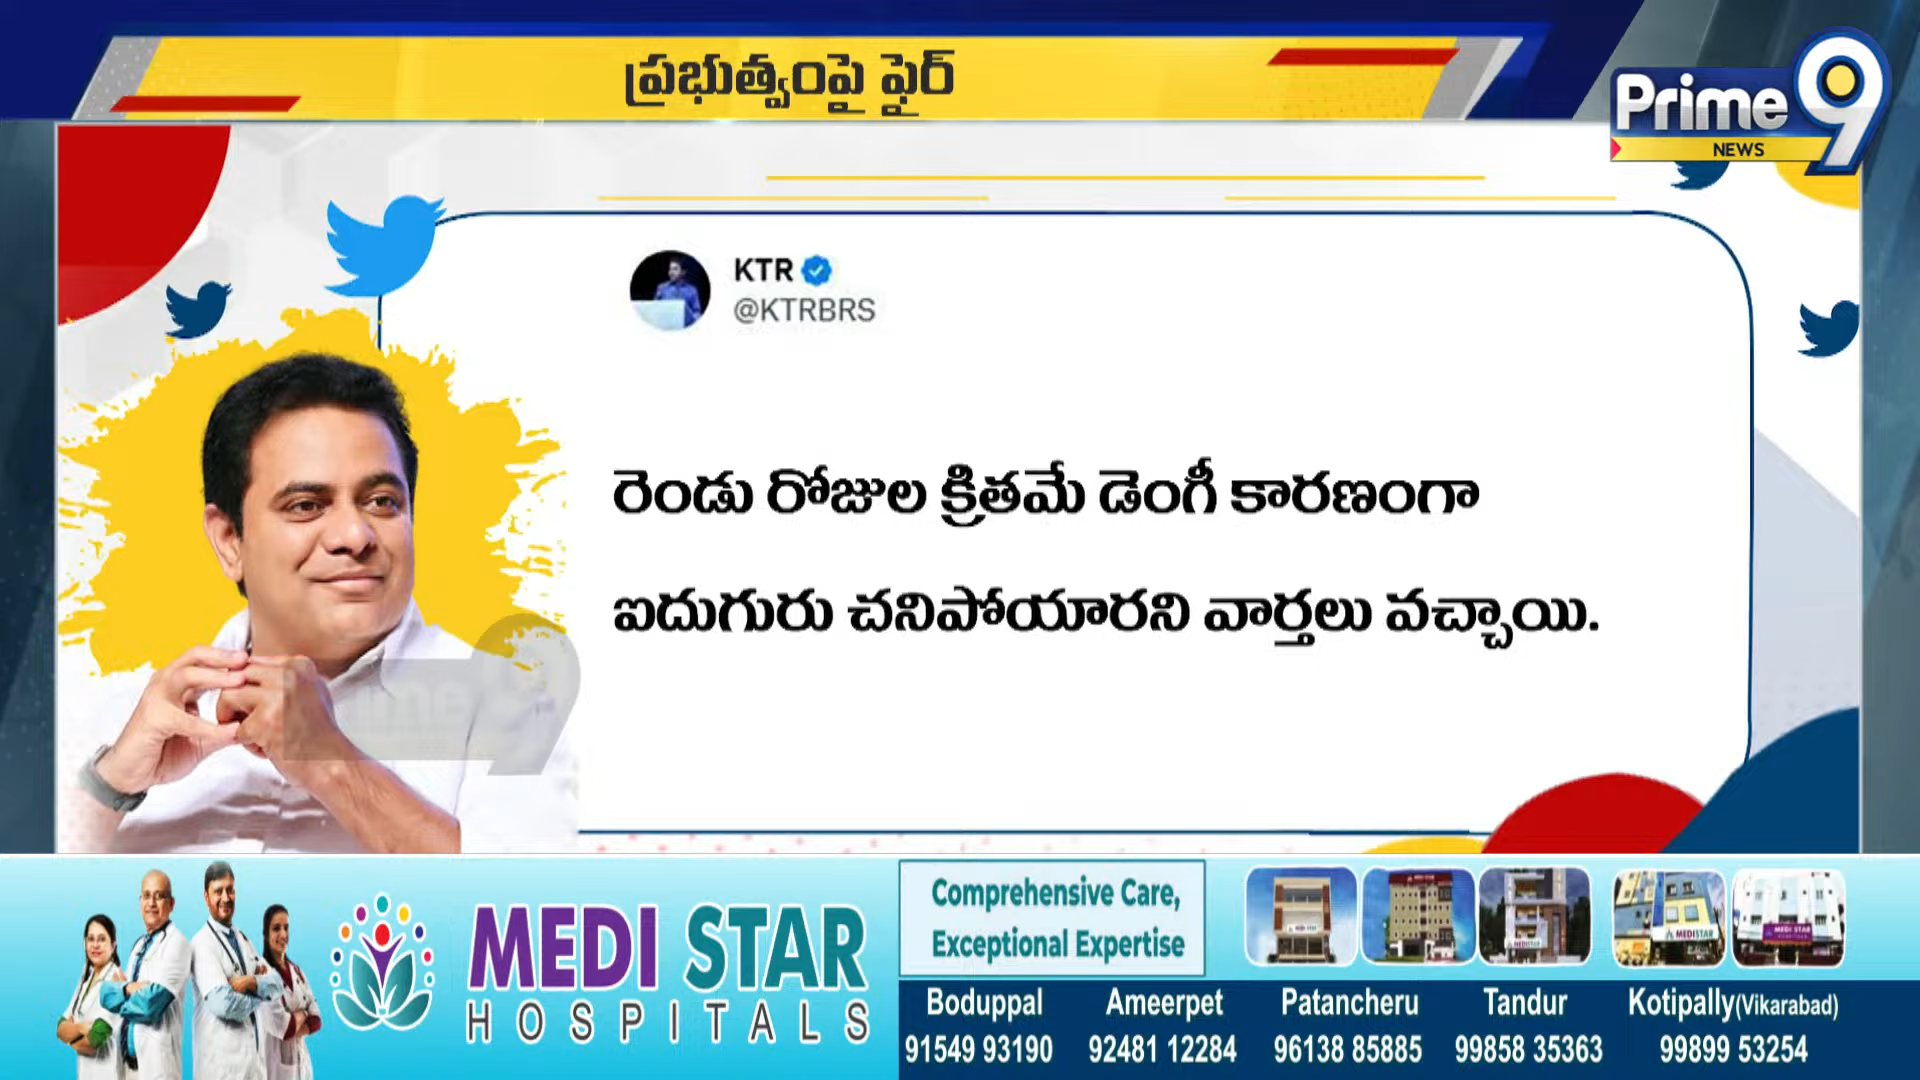 ప్రభుత్వంపై ఫైర్
Prime 9
NEWS
KTR
@KTRBRS
రెండు రోజుల క్రితమే డెంగీ కారణంగా
ఐదుగురు చనిపోయారని వార్తలు వచ్చాయి.
MEDI STAR
HOSPITALS
Comprehensive Care,
Exceptional Expertise
Boduppal Ameerpet Patancheru Tandur Kotipally(Vikarabad)
91549 93190 92481 12284 96138 85885 99858 35363 99899 53254